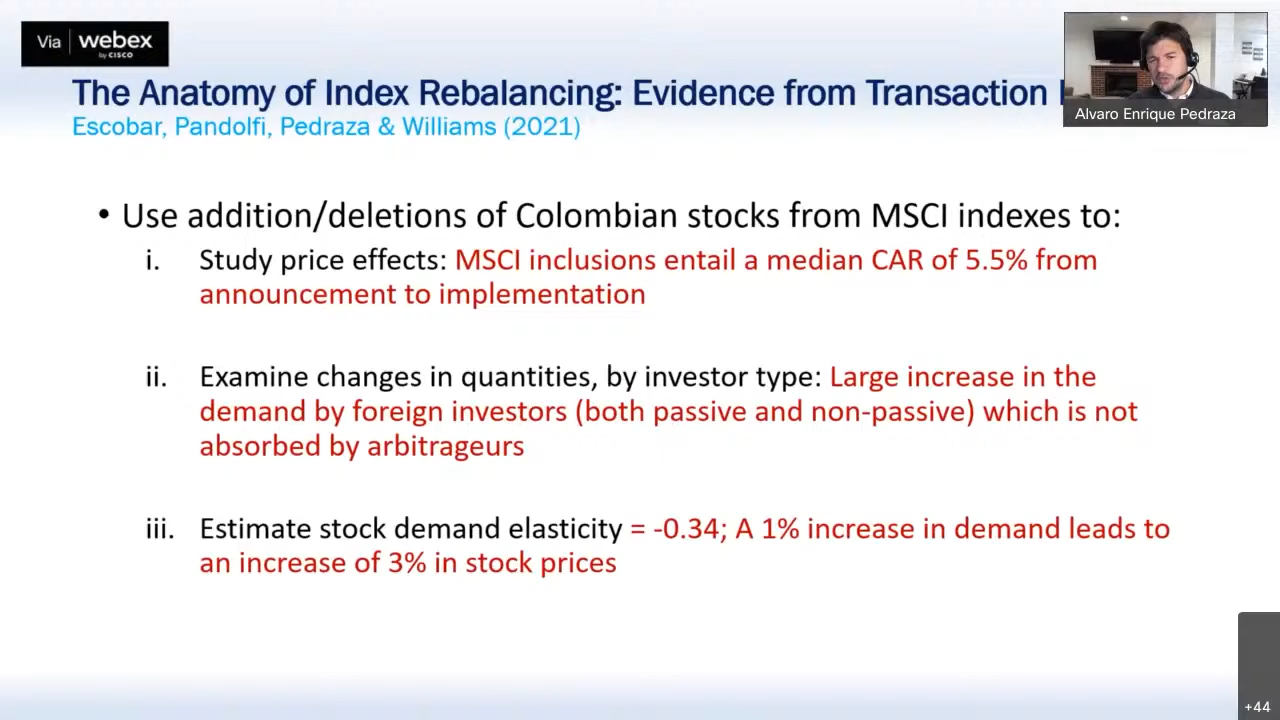 Via | webex
by CISCO
The Anatomy of Index Rebalancing: Evidence from Transaction
Escobar, Pandolfi, Pedraza & Williams (2021)
Alvaro Enrique Pedraza
• Use addition/deletions of Colombian stocks from MSCI indexes to:
i. Study price effects: MSCI inclusions entail a median CAR of 5.5% from
announcement to implementation
ii. Examine changes in quantities, by investor type: Large increase in the
demand by foreign investors (both passive and non-passive) which is not
absorbed by arbitrageurs
iii. Estimate stock demand elasticity = -0.34; A 1% increase in demand leads to
an increase of 3% in stock prices
+44